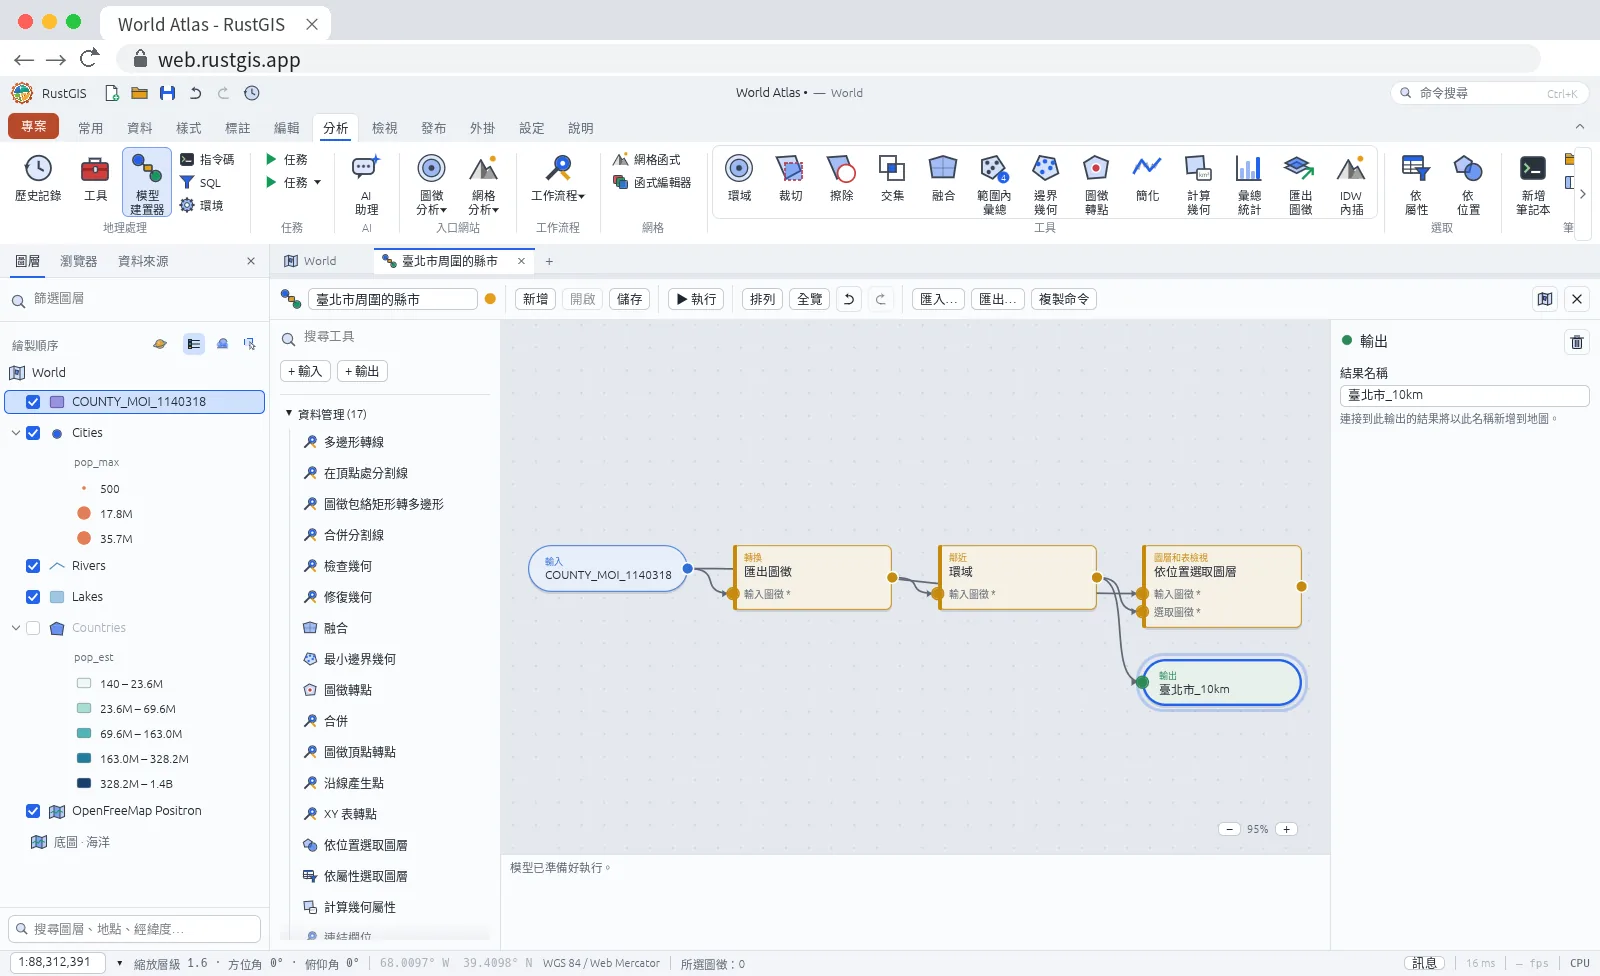 World Atlas - RustGIS
web.rustgis.app
RustGIS
World Atlas • — World
命令搜尋 Ctrl+K
專案 常用 資料 樣式 標註 編輯 分析 檢視 發布 外掛 設定 說明
歷史記錄
工具
模型
建置器
指令碼
SQL
環境
地理處理
任務
任務
任務
AI
助理
AI
圖徵
分析▾
網格
分析▾
入口網站
工作流程▾
工作流程
網格函式
函式編輯器
網格
環域
裁切
擦除
交集
融合
範圍內
彙總
邊界
幾何
圖徵
轉點
簡化
計算
幾何
彙總
統計
匯出
圖徵
IDW
內插
工具
依
屬性
依
位置
選取
新增
筆記本
圖層 瀏覽器 資料來源
篩選圖層
繪製順序
World
COUNTY_MOI_1140318
Cities
pop_max
500
17.8M
35.7M
Rivers
Lakes
Countries
pop_est
140 – 23.6M
23.6M – 69.6M
69.6M – 163.0M
163.0M – 328.2M
328.2M – 1.4B
OpenFreeMap Positron
底圖 · 海洋
搜尋圖層、地點、經緯度…
World
臺北市周圍的縣市
臺北市周圍的縣市
新增 開啟 儲存 執行 排列 全覽 匯入… 匯出… 複製命令
搜尋工具
+ 輸入 + 輸出
資料管理 (17)
多邊形轉線
在頂點處分割線
圖徵包絡矩形轉多邊形
合併分割線
檢查幾何
修復幾何
融合
最小邊界幾何
圖徵轉點
合併
圖徵頂點轉點
沿線產生點
XY 表轉點
依位置選取圖層
依屬性選取圖層
計算幾何屬性
連結欄位
輸入
COUNTY_MOI_1140318
轉換
匯出圖徵
輸入圖徵 *
鄰近
環域
輸入圖徵 *
圖層和表檢視
依位置選取圖層
輸入圖徵 *
選取圖徵 *
輸出
臺北市_10km
95%
模型已準備好執行。
輸出
結果名稱
臺北市_10km
連接到此輸出的結果將以此名稱新增到地圖。
1:88,312,391 縮放層級 1.6 · 方位角 0° · 俯仰角 0° 68.0097° W 39.4098° N WGS 84 / Web Mercator 所選圖徵：0
訊息 16 ms — fps CPU